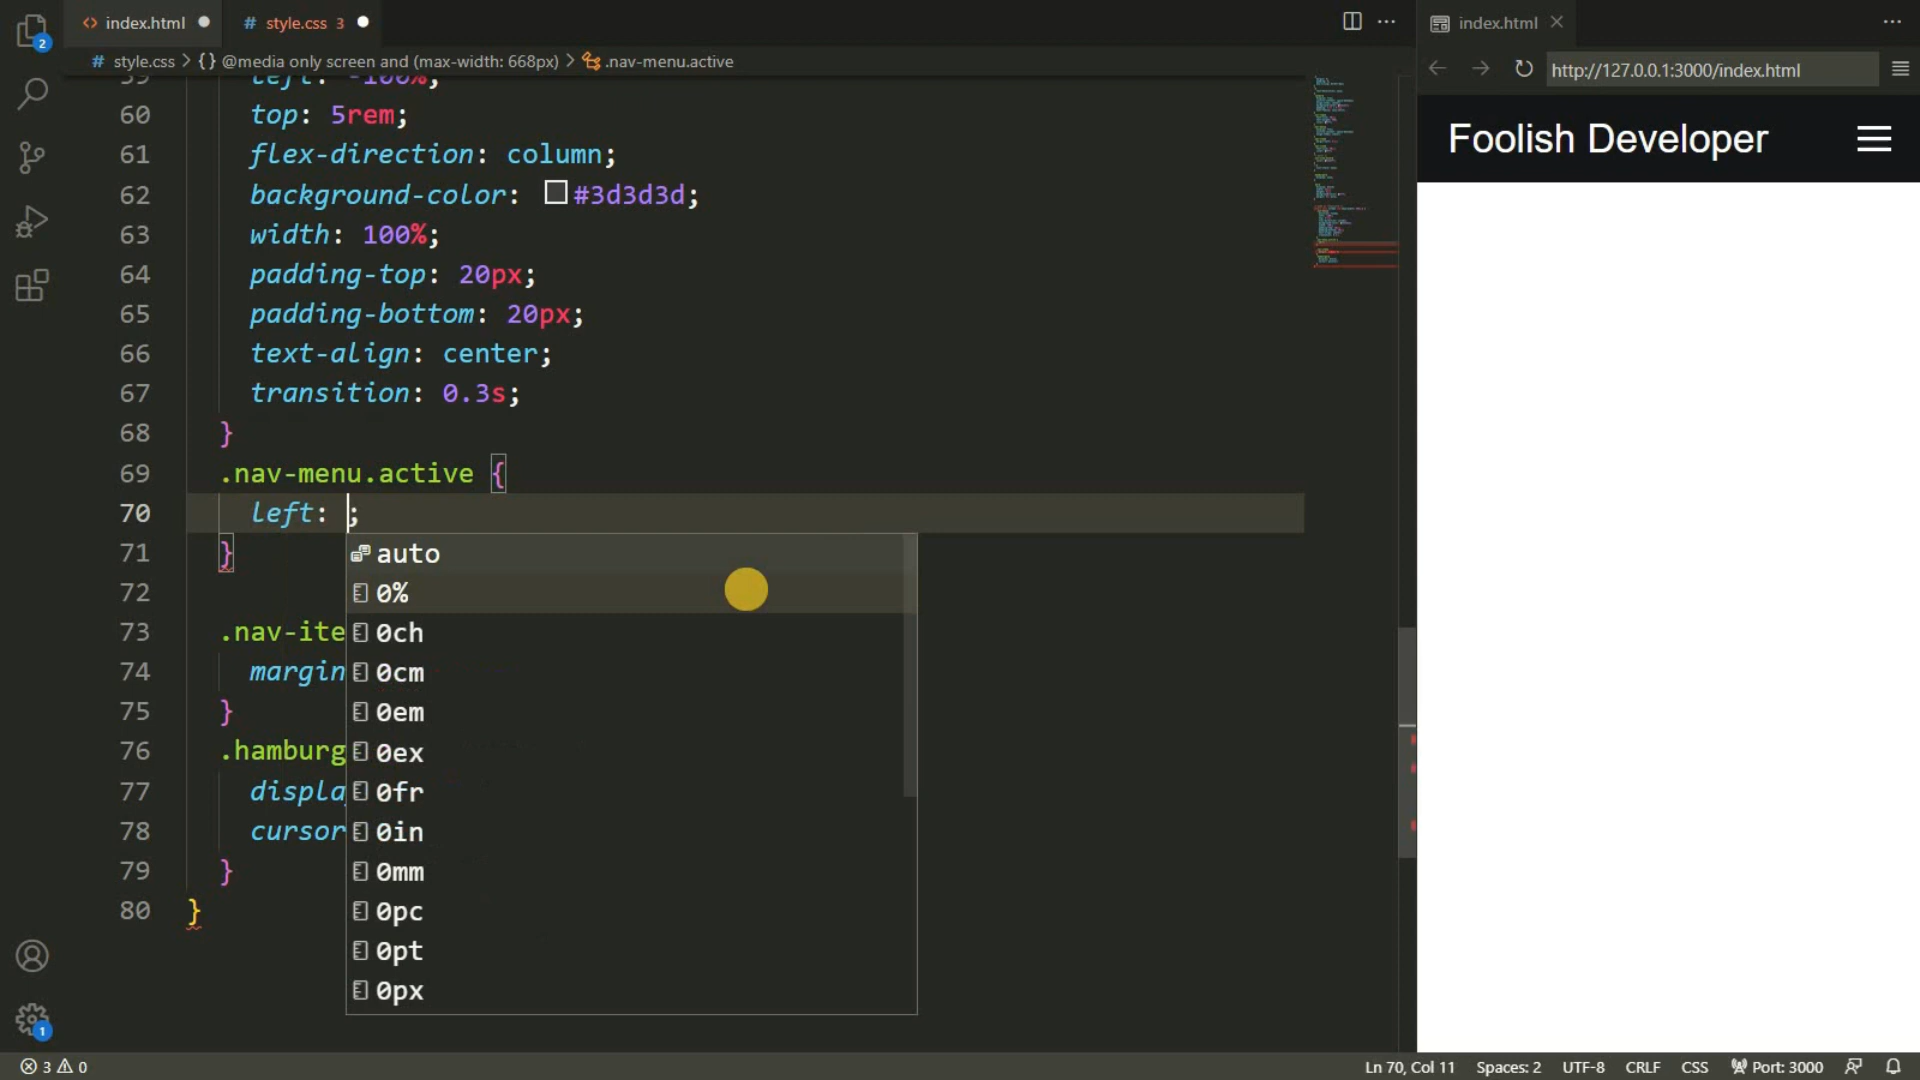 index.html
# style.css 3
index.html
# style.css > {} @media only screen and (max-width: 668px) > .nav-menu.active
http://127.0.0.1:3000/index.html
Foolish Developer
59 left: -100%;
60 top: 5rem;
61 flex-direction: column;
62 background-color: #3d3d3d;
63 width: 100%;
64 padding-top: 20px;
65 padding-bottom: 20px;
66 text-align: center;
67 transition: 0.3s;
68 }
69 .nav-menu.active {
70 left: ;
71 }
auto
72
0%
73 .nav-ite
0ch
74 margin
0cm
75 }
0em
76 .hamburg
0ex
77 displa
0fr
78 cursor
0in
79 }
0mm
80 }
0pc
0pt
0px
2
1
3 0
Ln 70, Col 11
Spaces: 2
UTF-8
CRLF
CSS
Port: 3000